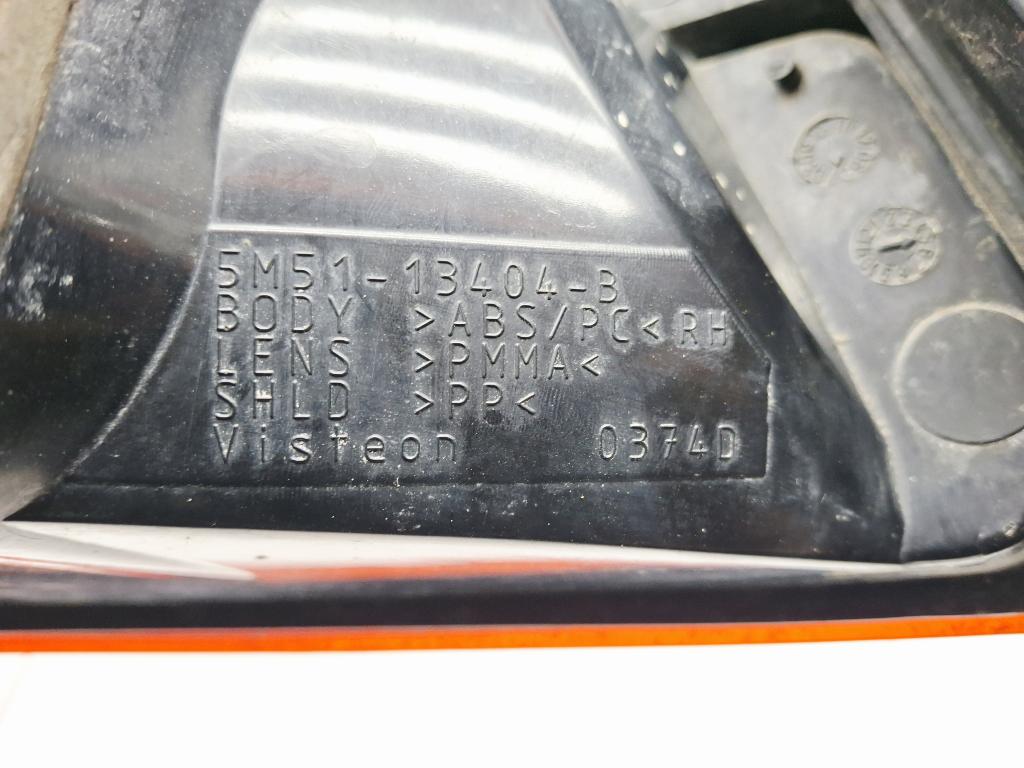 5M51-13404-B
BODY >ABS/PC< RH
LENS >PMMA<
SHLD >PP<
Visteon 0374D